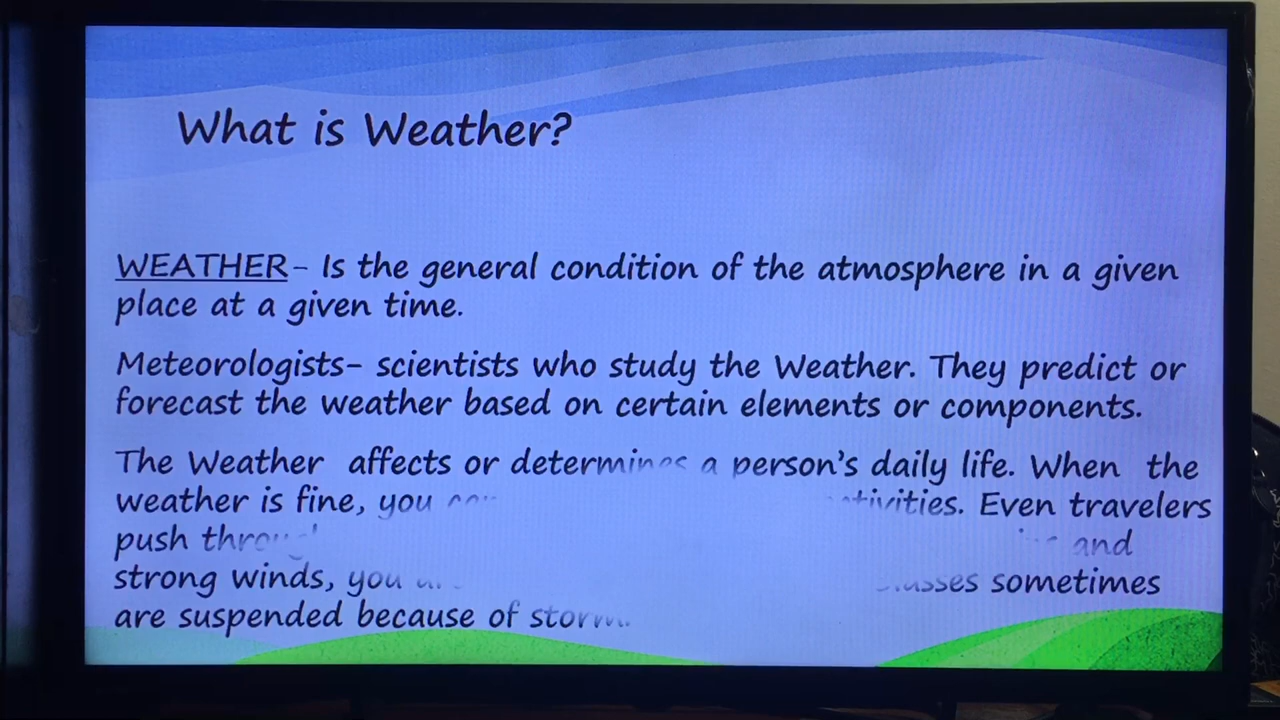 What is Weather?
WEATHER- Is the general condition of the atmosphere in a given
place at a given time.
Meteorologists- scientists who study the Weather. They predict or
forecast the weather based on certain elements or components.
The Weather affects or determines a person's daily life. When the
weather is fine, you Even travelers
push and
strong winds, you sometimes
are suspended because of storm.